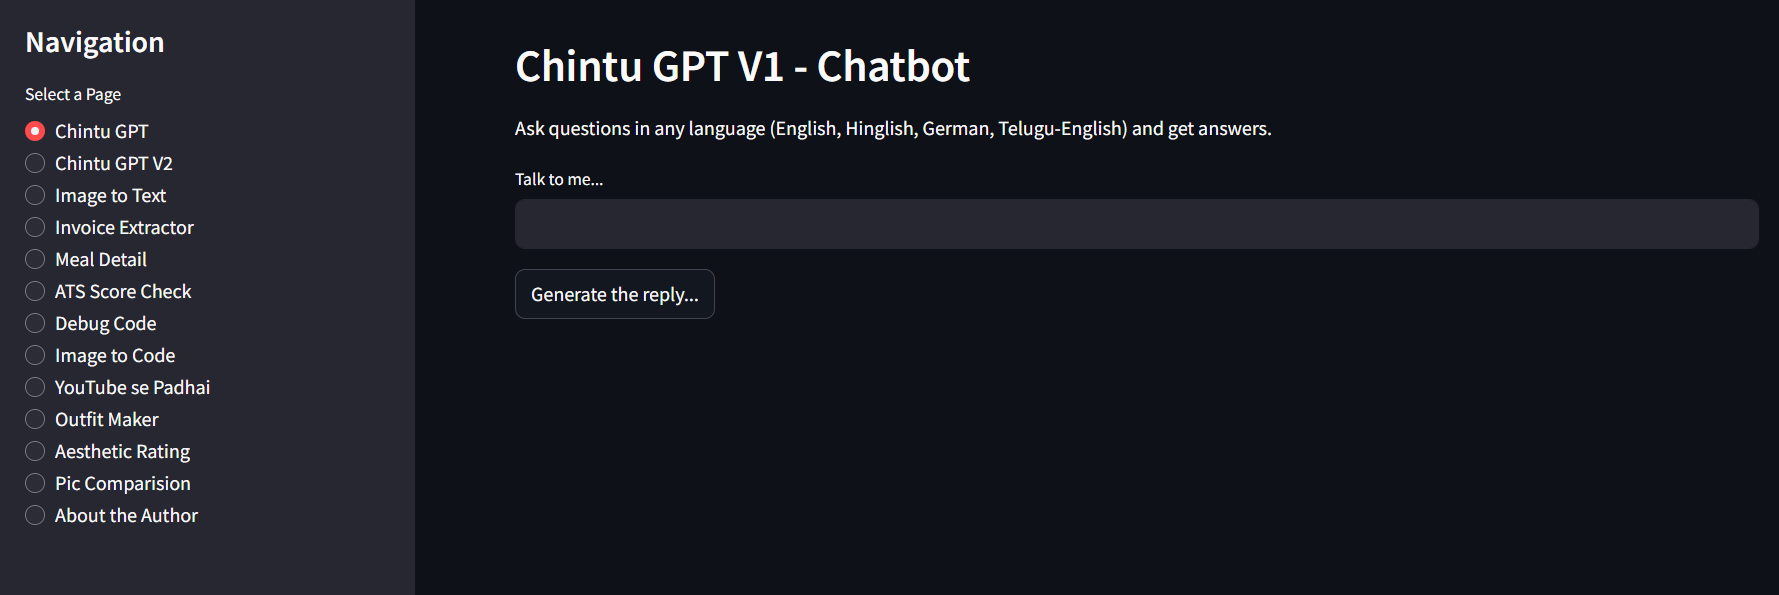 Navigation
Select a Page
Chintu GPT
Chintu GPT V2
Image to Text
Invoice Extractor
Meal Detail
ATS Score Check
Debug Code
Image to Code
YouTube se Padhai
Outfit Maker
Aesthetic Rating
Pic Comparision
About the Author
Chintu GPT V1 - Chatbot
Ask questions in any language (English, Hinglish, German, Telugu-English) and get answers.
Talk to me...
Generate the reply...